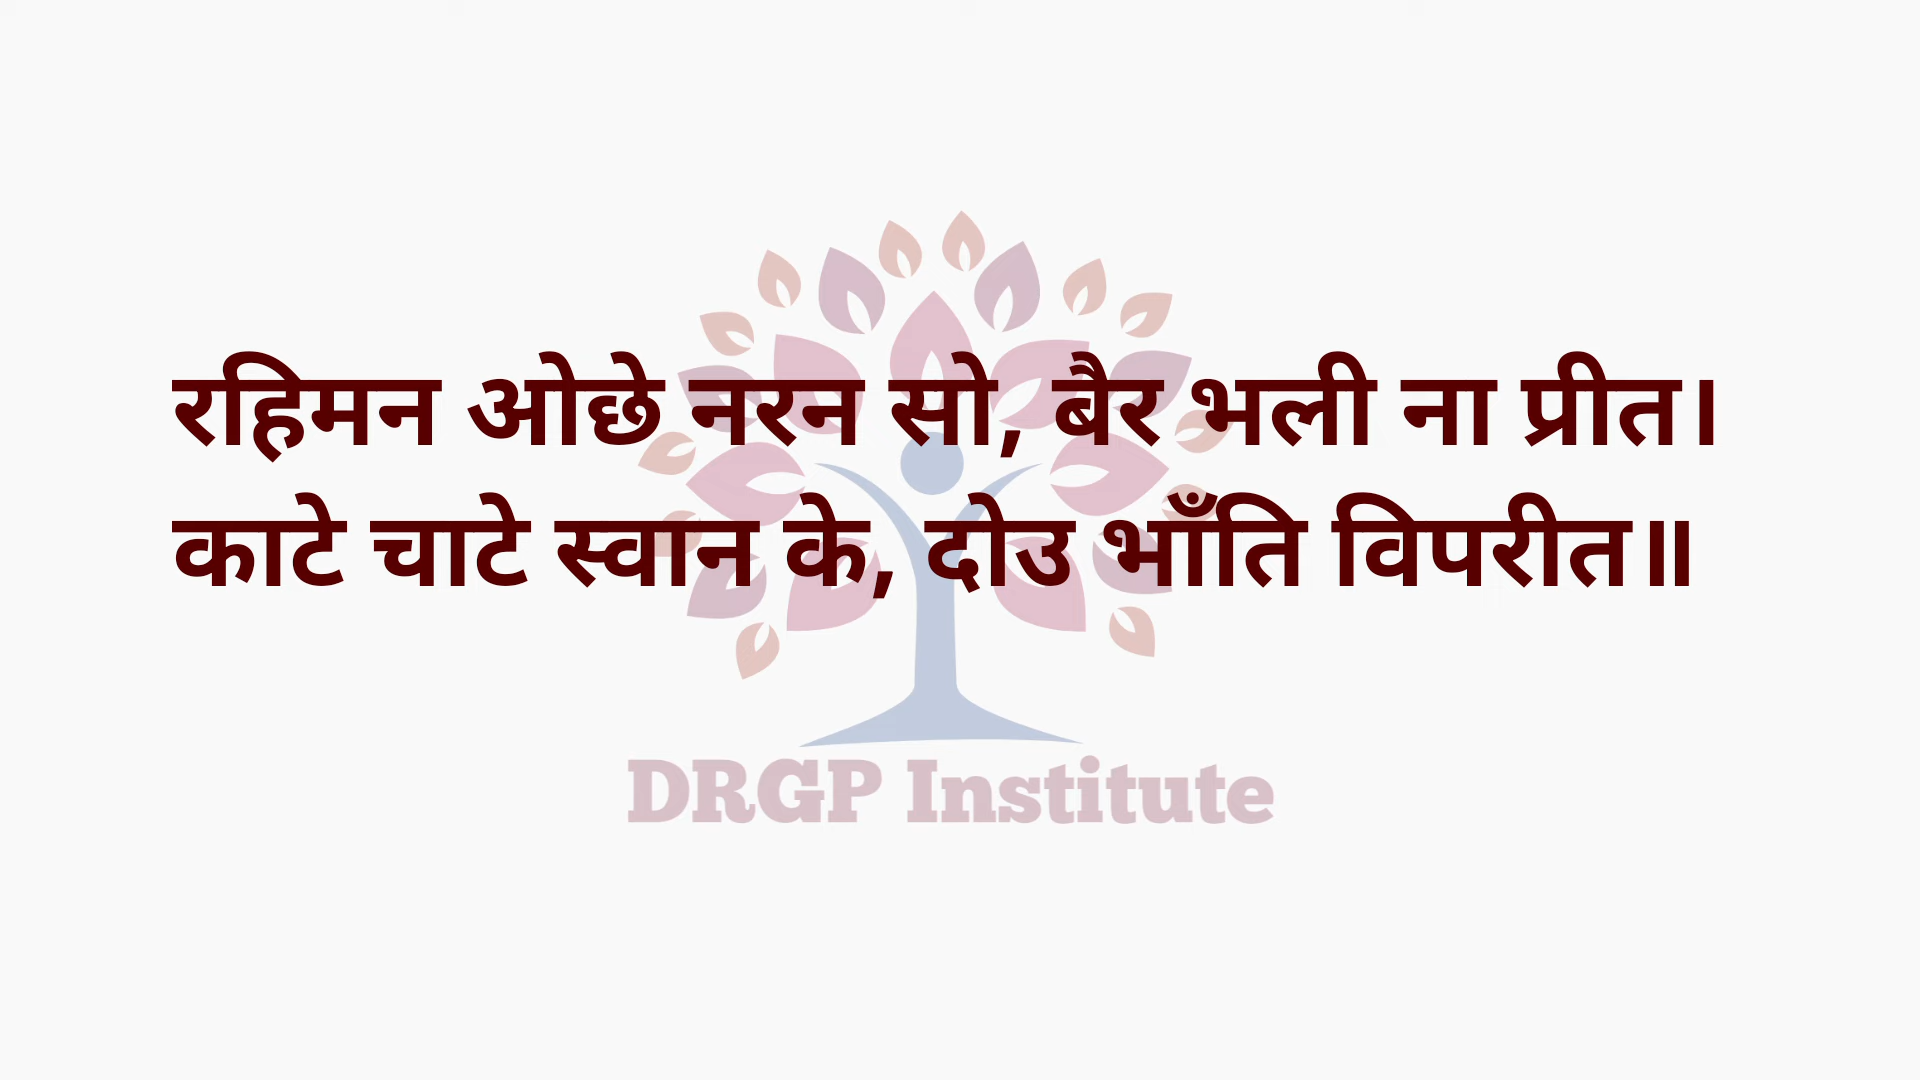 रहिमन ओछे नरन सो, बैर भली ना प्रीत।
काटे चाटे स्वान के, दोउ भाँति विपरीत॥
DRGP Institute